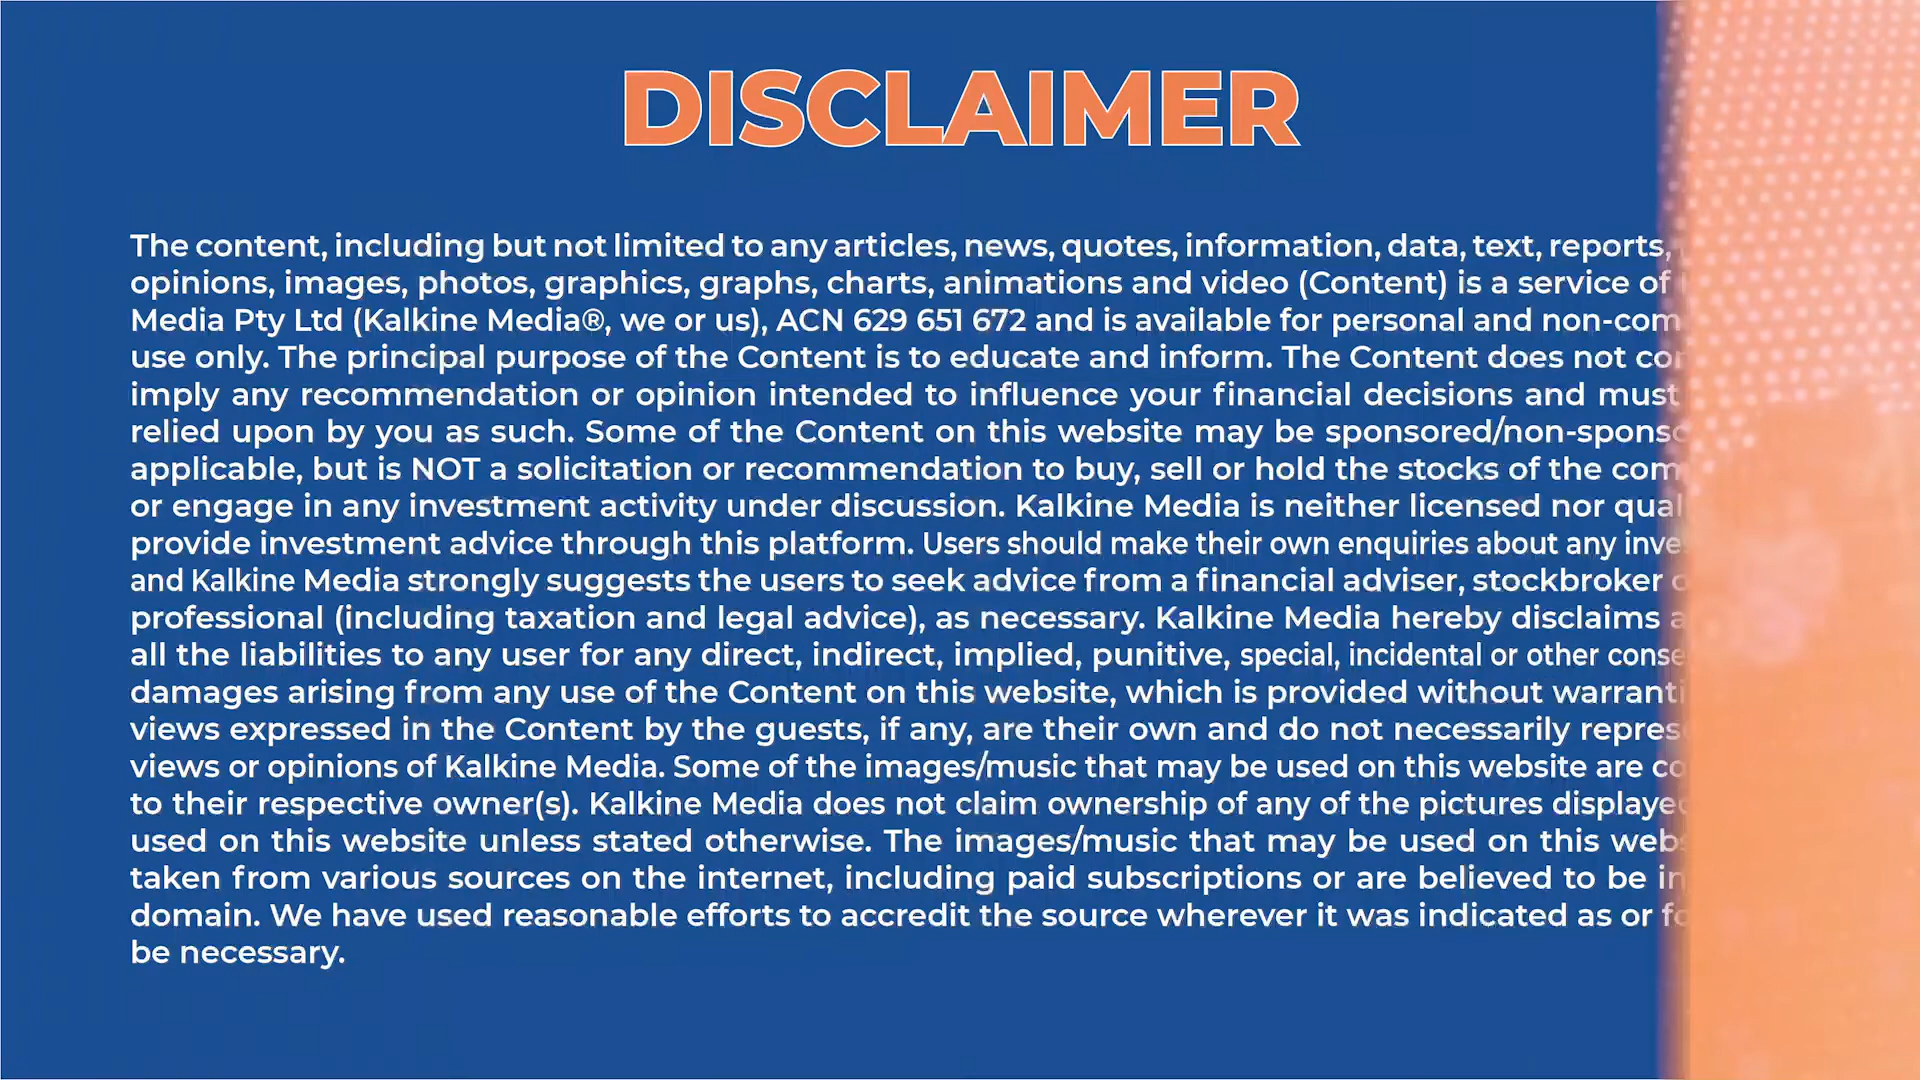 DISCLAIMER
The content, including but not limited to any articles, news, quotes, information, data, text, reports,
opinions, images, photos, graphics, graphs, charts, animations and video (Content) is a service of
Media Pty Ltd (Kalkine Media®, we or us), ACN 629 651 672 and is available for personal and
use only. The principal purpose of the Content is to educate and inform. The Content does not
imply any recommendation or opinion intended to influence your financial decisions and must
relied upon by you as such. Some of the Content on this website may be
applicable, but is NOT a solicitation or recommendation to buy, sell or hold the stocks of the
or engage in any investment activity under discussion. Kalkine Media is neither licensed nor
provide investment advice through this platform. Users should make their own enquiries about any
and Kalkine Media strongly suggests the users to seek advice from a financial adviser, stockbroker
professional (including taxation and legal advice), as necessary. Kalkine Media hereby disclaims
all the liabilities to any user for any direct, indirect, implied, punitive, special, incidental or other
damages arising from any use of the Content on this website, which is provided without
views expressed in the Content by the guests, if any, are their own and do not necessarily
views or opinions of Kalkine Media. Some of the images/music that may be used on this website are
to their respective owner(s). Kalkine Media does not claim ownership of any of the pictures
used on this website unless stated otherwise. The images/music that may be used on this
taken from various sources on the internet, including paid subscriptions or are believed to be
domain. We have used reasonable efforts to accredit the source wherever it was indicated as or
be necessary.